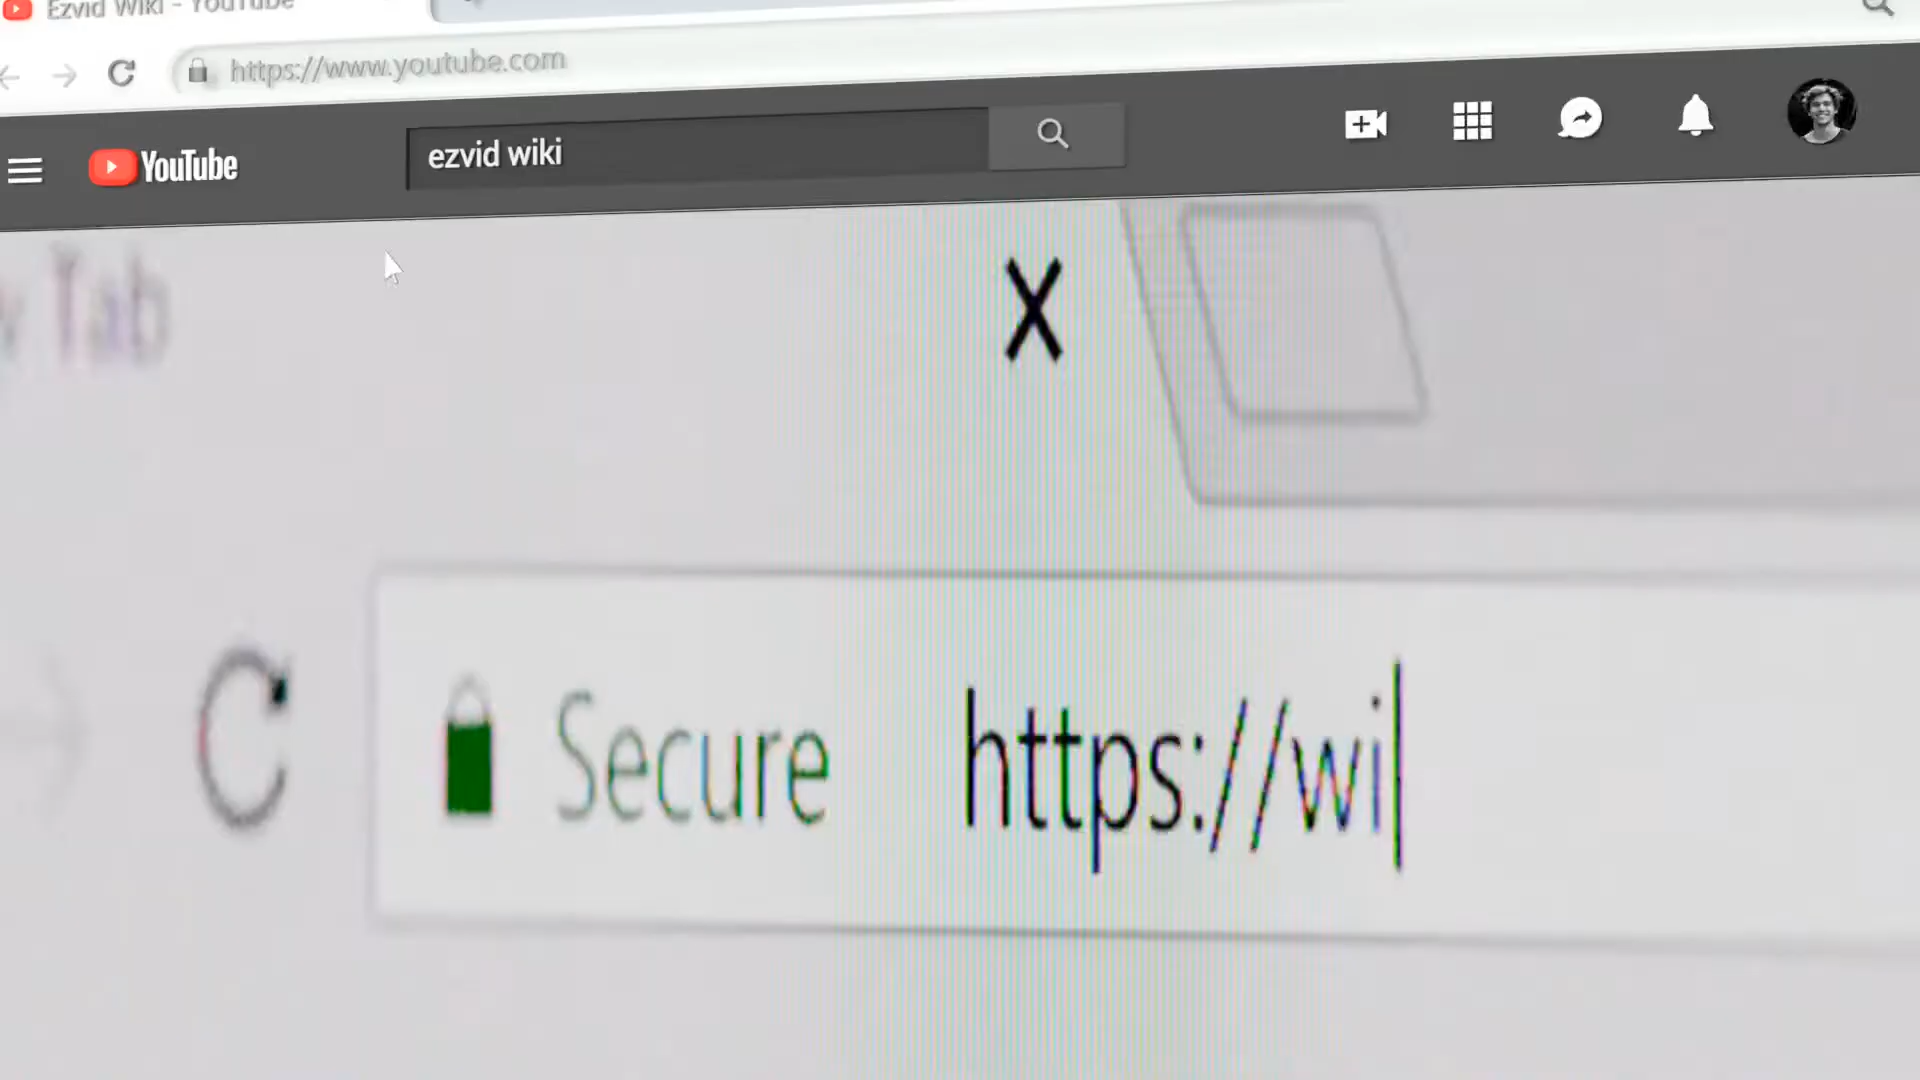 Ezvid Wiki - YouTube
https://www.youtube.com
YouTube
ezvid wiki
Tab
X
Secure
https://wi